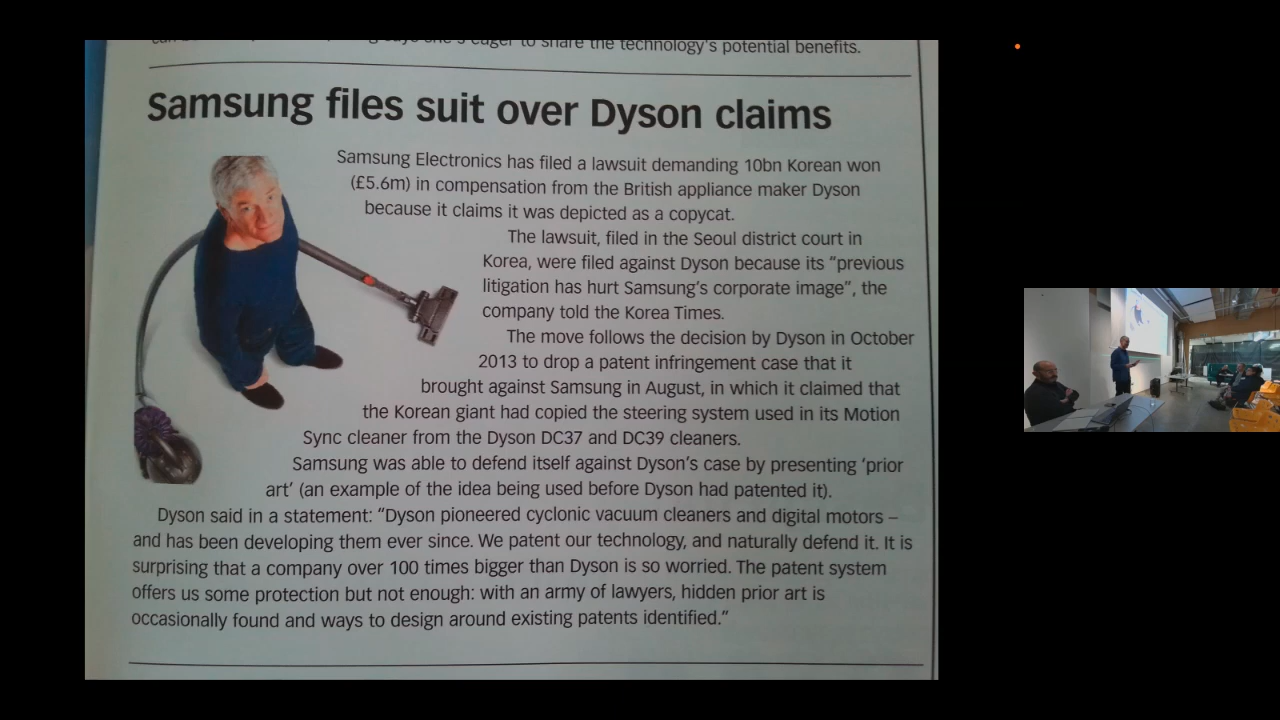 to share the technology's potential benefits.
Samsung files suit over Dyson claims
Samsung Electronics has filed a lawsuit demanding 10bn Korean won
(£5.6m) in compensation from the British appliance maker Dyson
because it claims it was depicted as a copycat.
The lawsuit, filed in the Seoul district court in
Korea, were filed against Dyson because its “previous
litigation has hurt Samsung’s corporate image”, the
company told the Korea Times.
The move follows the decision by Dyson in October
2013 to drop a patent infringement case that it
brought against Samsung in August, in which it claimed that
the Korean giant had copied the steering system used in its Motion
Sync cleaner from the Dyson DC37 and DC39 cleaners.
Samsung was able to defend itself against Dyson’s case by presenting ‘prior
art’ (an example of the idea being used before Dyson had patented it).
Dyson said in a statement: “Dyson pioneered cyclonic vacuum cleaners and digital motors –
and has been developing them ever since. We patent our technology, and naturally defend it. It is
surprising that a company over 100 times bigger than Dyson is so worried. The patent system
offers us some protection but not enough: with an army of lawyers, hidden prior art is
occasionally found and ways to design around existing patents identified.”